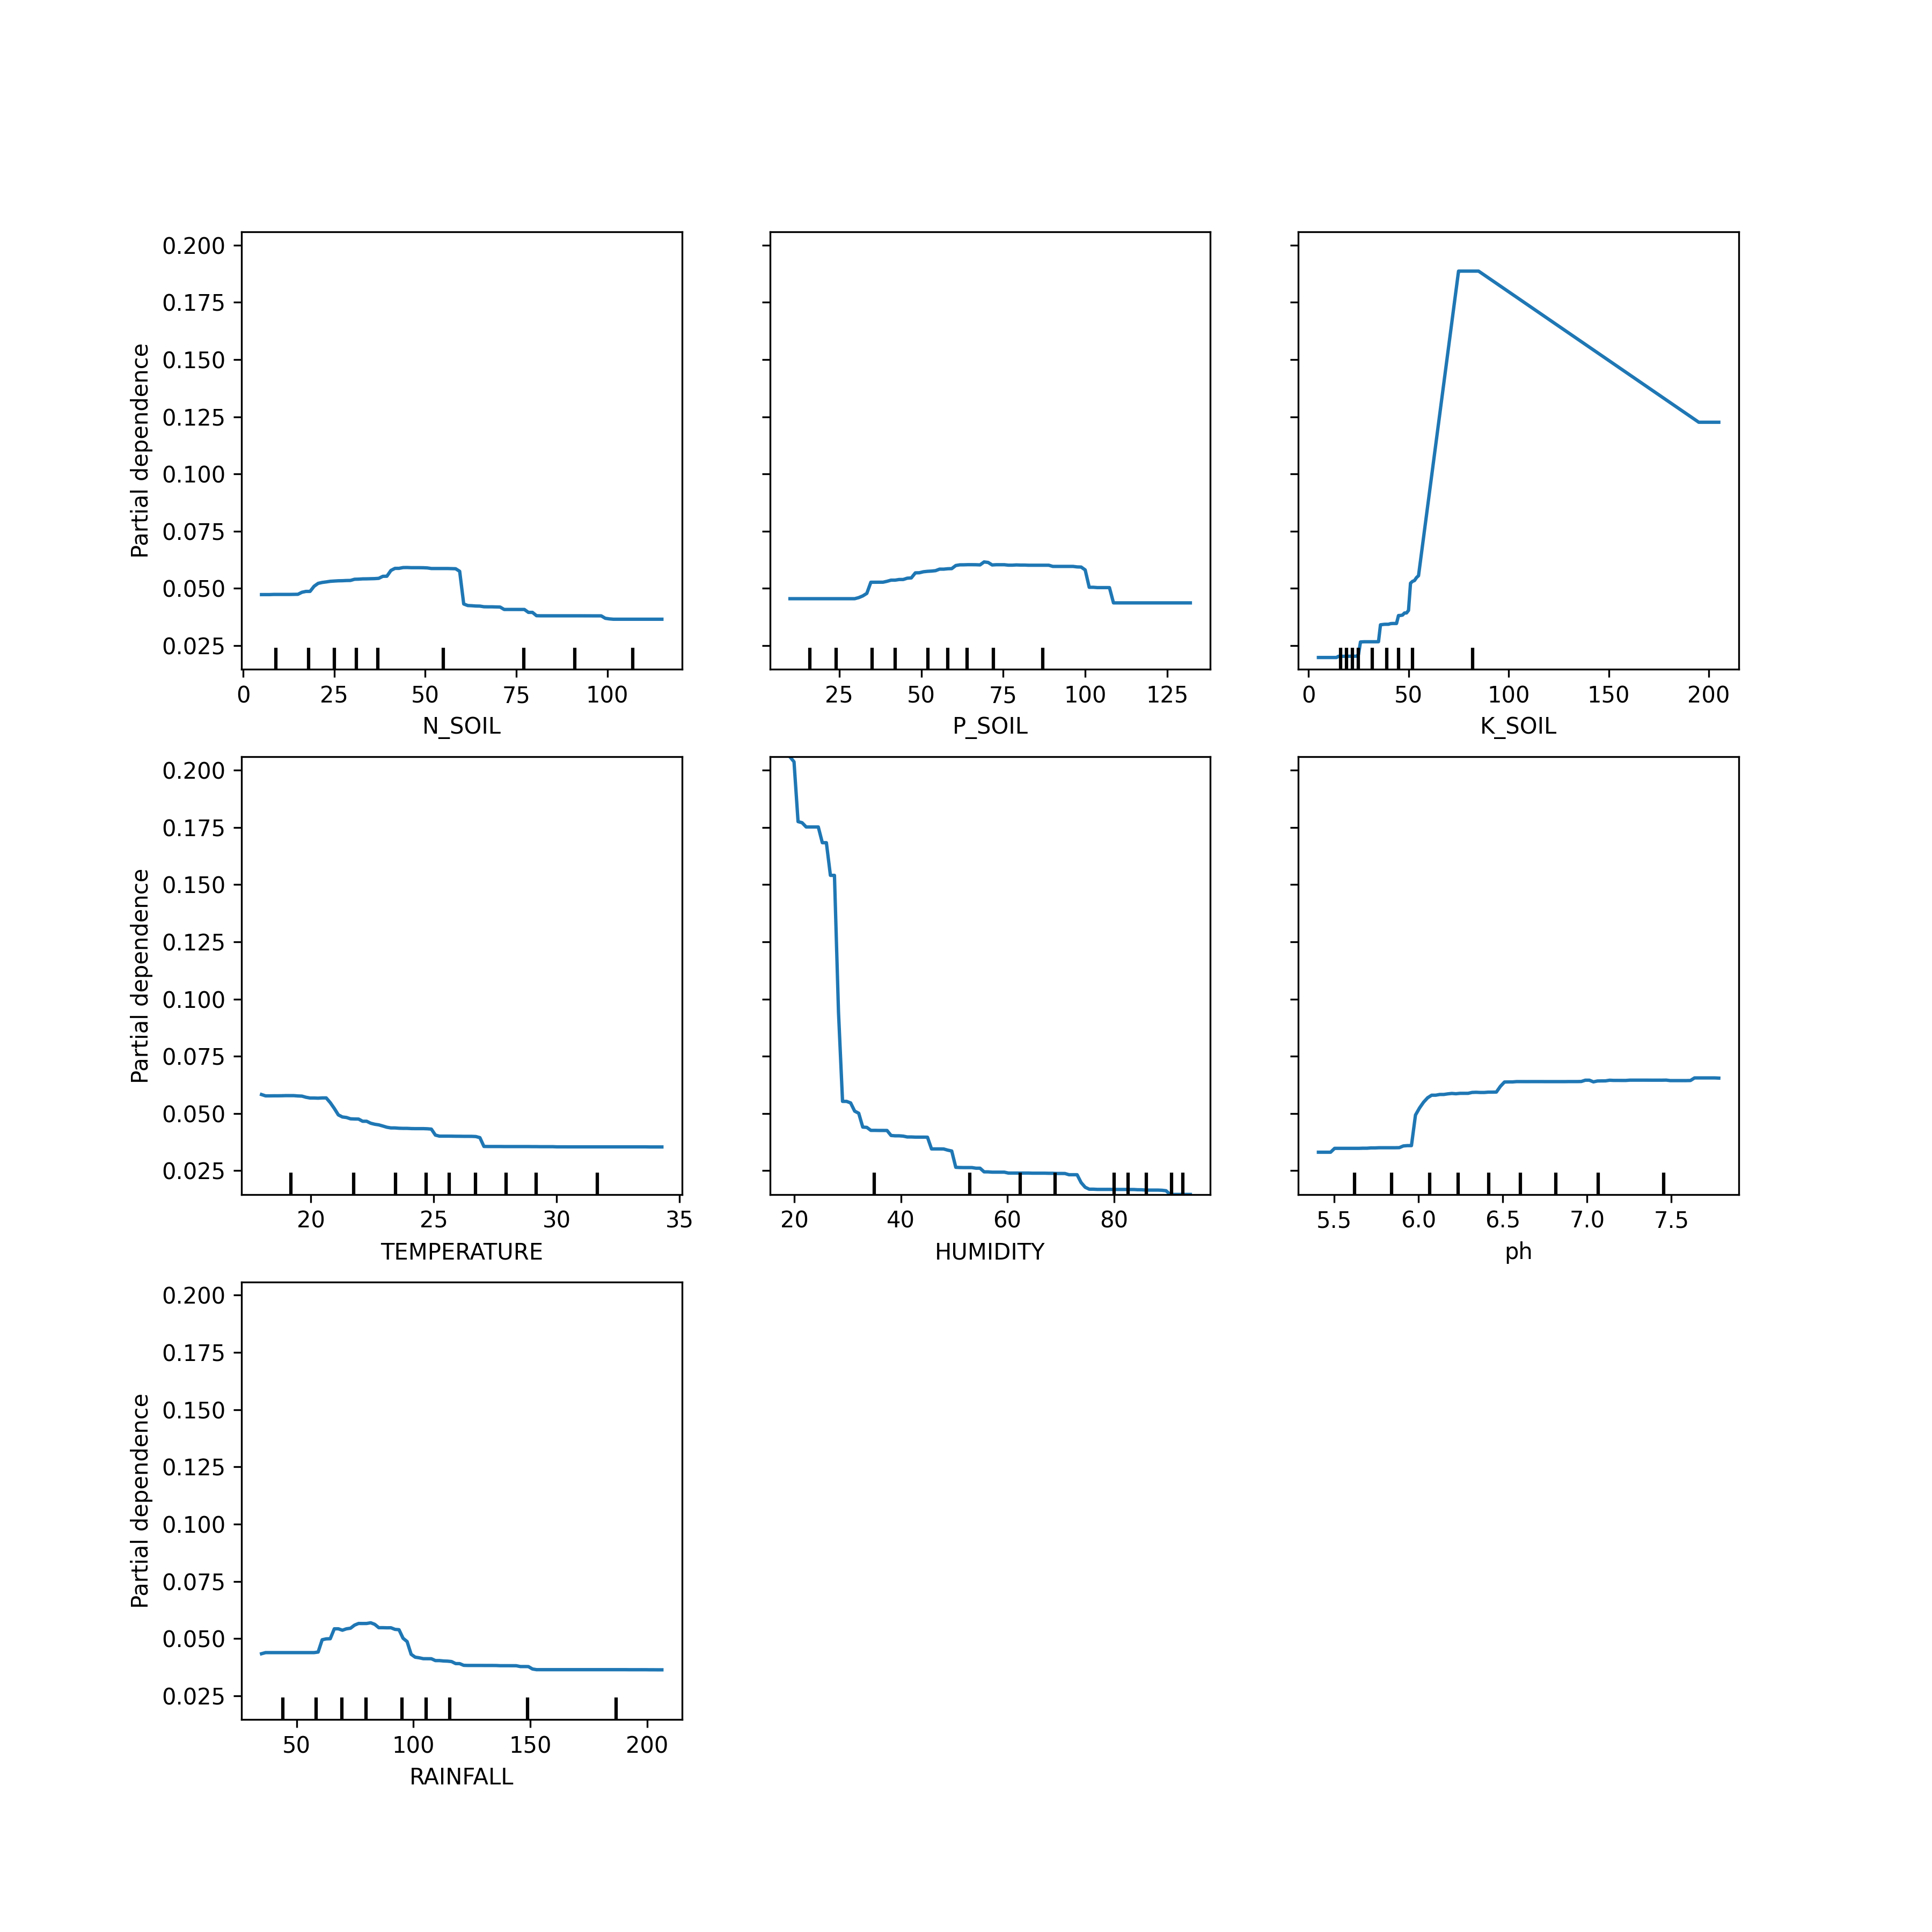 0.200
0.175
0.150
0.125
0.100
0.075
0.050
0.025
Partial dependence
0 25 50 75 100
N_SOIL
25 50 75 100 125
P_SOIL
0 50 100 150 200
K_SOIL
0.200
0.175
0.150
0.125
0.100
0.075
0.050
0.025
Partial dependence
20 25 30 35
TEMPERATURE
20 40 60 80
HUMIDITY
5.5 6.0 6.5 7.0 7.5
ph
0.200
0.175
0.150
0.125
0.100
0.075
0.050
0.025
Partial dependence
50 100 150 200
RAINFALL